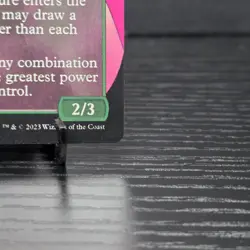 ure enters the
may draw a
er than each
ny combination
e greatest power
ntrol.
2/3
™ & © 2023 Wiz of the Coast